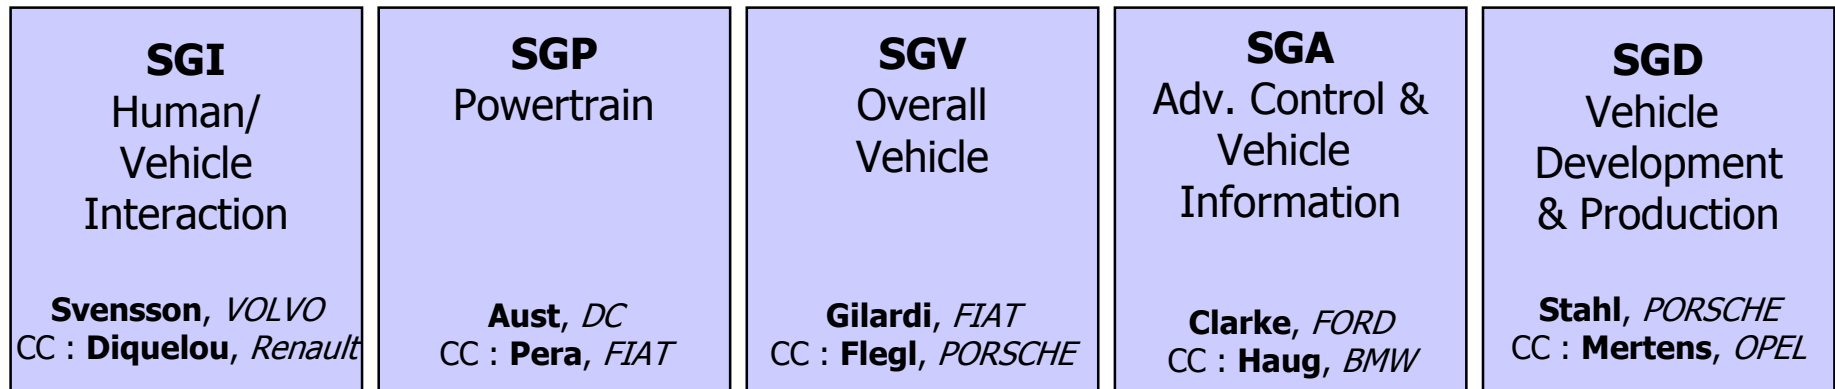 SGI
Human/
Vehicle
Interaction
Svensson, VOLVO
CC : Diquelou, Renault
SGP
Powertrain
Aust, DC
CC : Pera, FIAT
SGV
Overall
Vehicle
Gilardi, FIAT
CC : Flegl, PORSCHE
SGA
Adv. Control &
Vehicle
Information
Clarke, FORD
CC : Haug, BMW
SGD
Vehicle
Development
& Production
Stahl, PORSCHE
CC : Mertens, OPEL